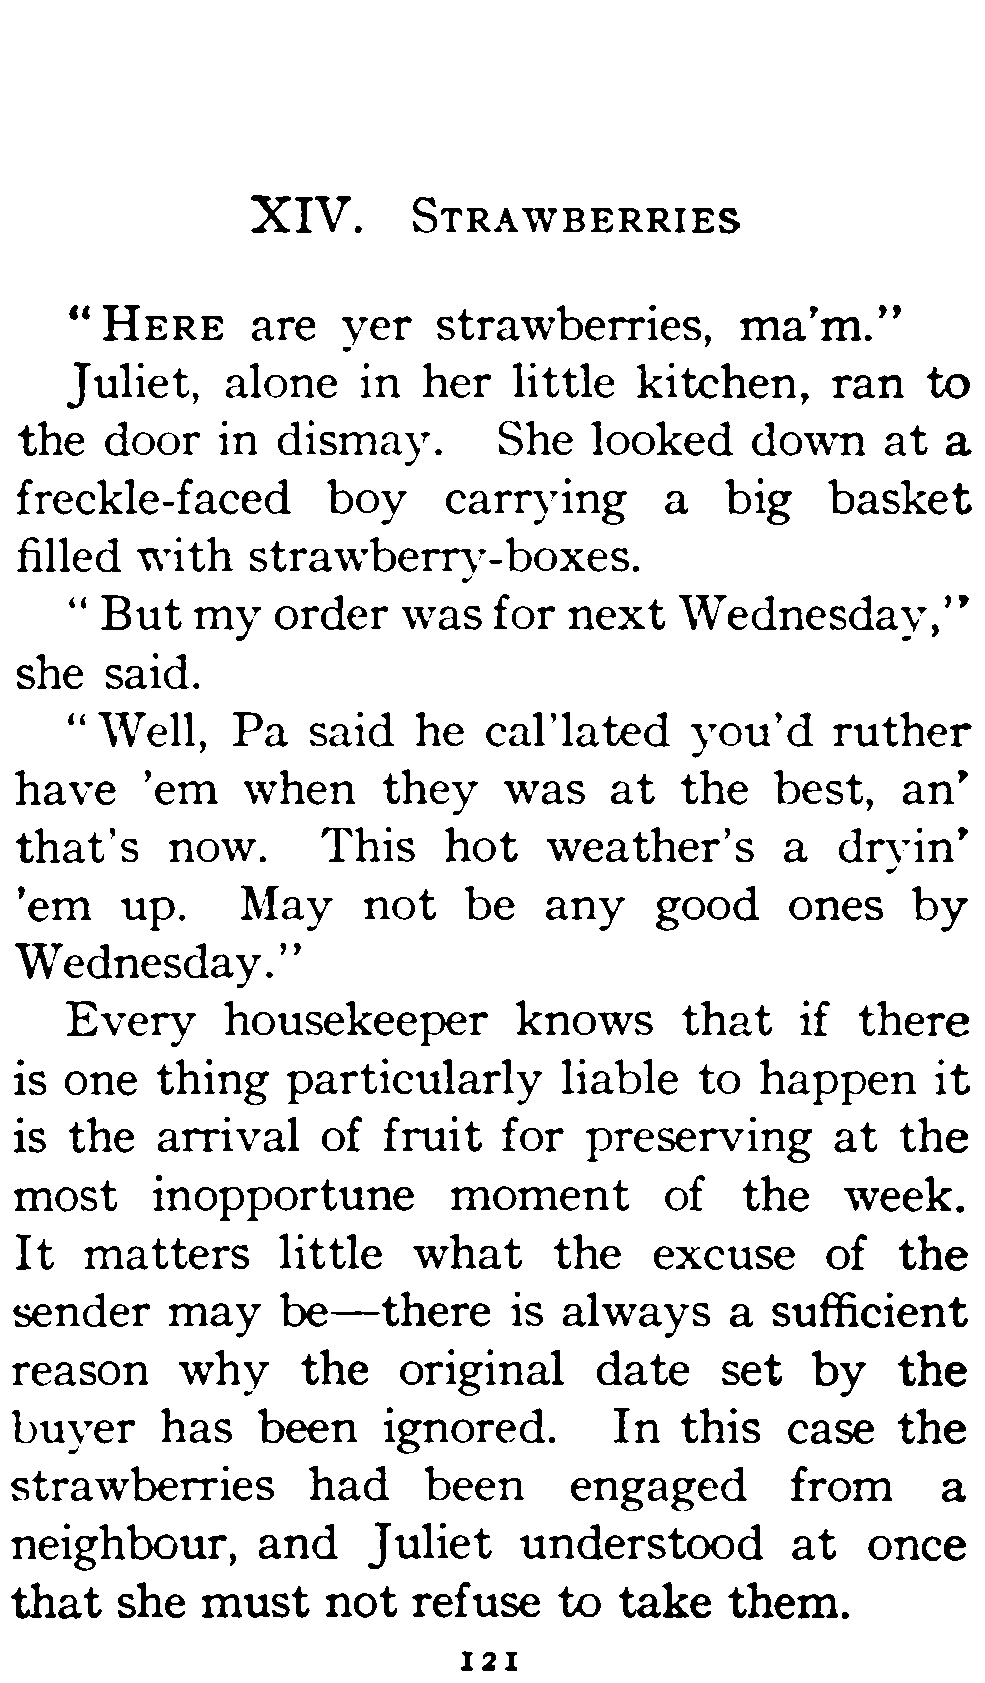 XIV. Strawberries
"Here are yer strawberries, ma'm."
Juliet, alone in her little kitchen, ran to
the door in dismay. She looked down at a
freckle-faced boy carrying a big basket
filled with strawberry-boxes.
"But my order was for next Wednesday,"
she said.
"Well, Pa said he cal'lated you'd ruther
have 'em when they was at the best, an'
that's now. This hot weather's a dryin'
'em up. May not be any good ones by
Wednesday."
Every housekeeper knows that if there
is one thing particularly liable to happen it
is the arrival of fruit for preserving at the
most inopportune moment of the week.
It matters little what the excuse of the
sender may be—there is always a sufficient
reason why the original date set by the
buyer has been ignored. In this case the
strawberries had been engaged from a
neighbour, and Juliet understood at once
that she must not refuse to take them.
121